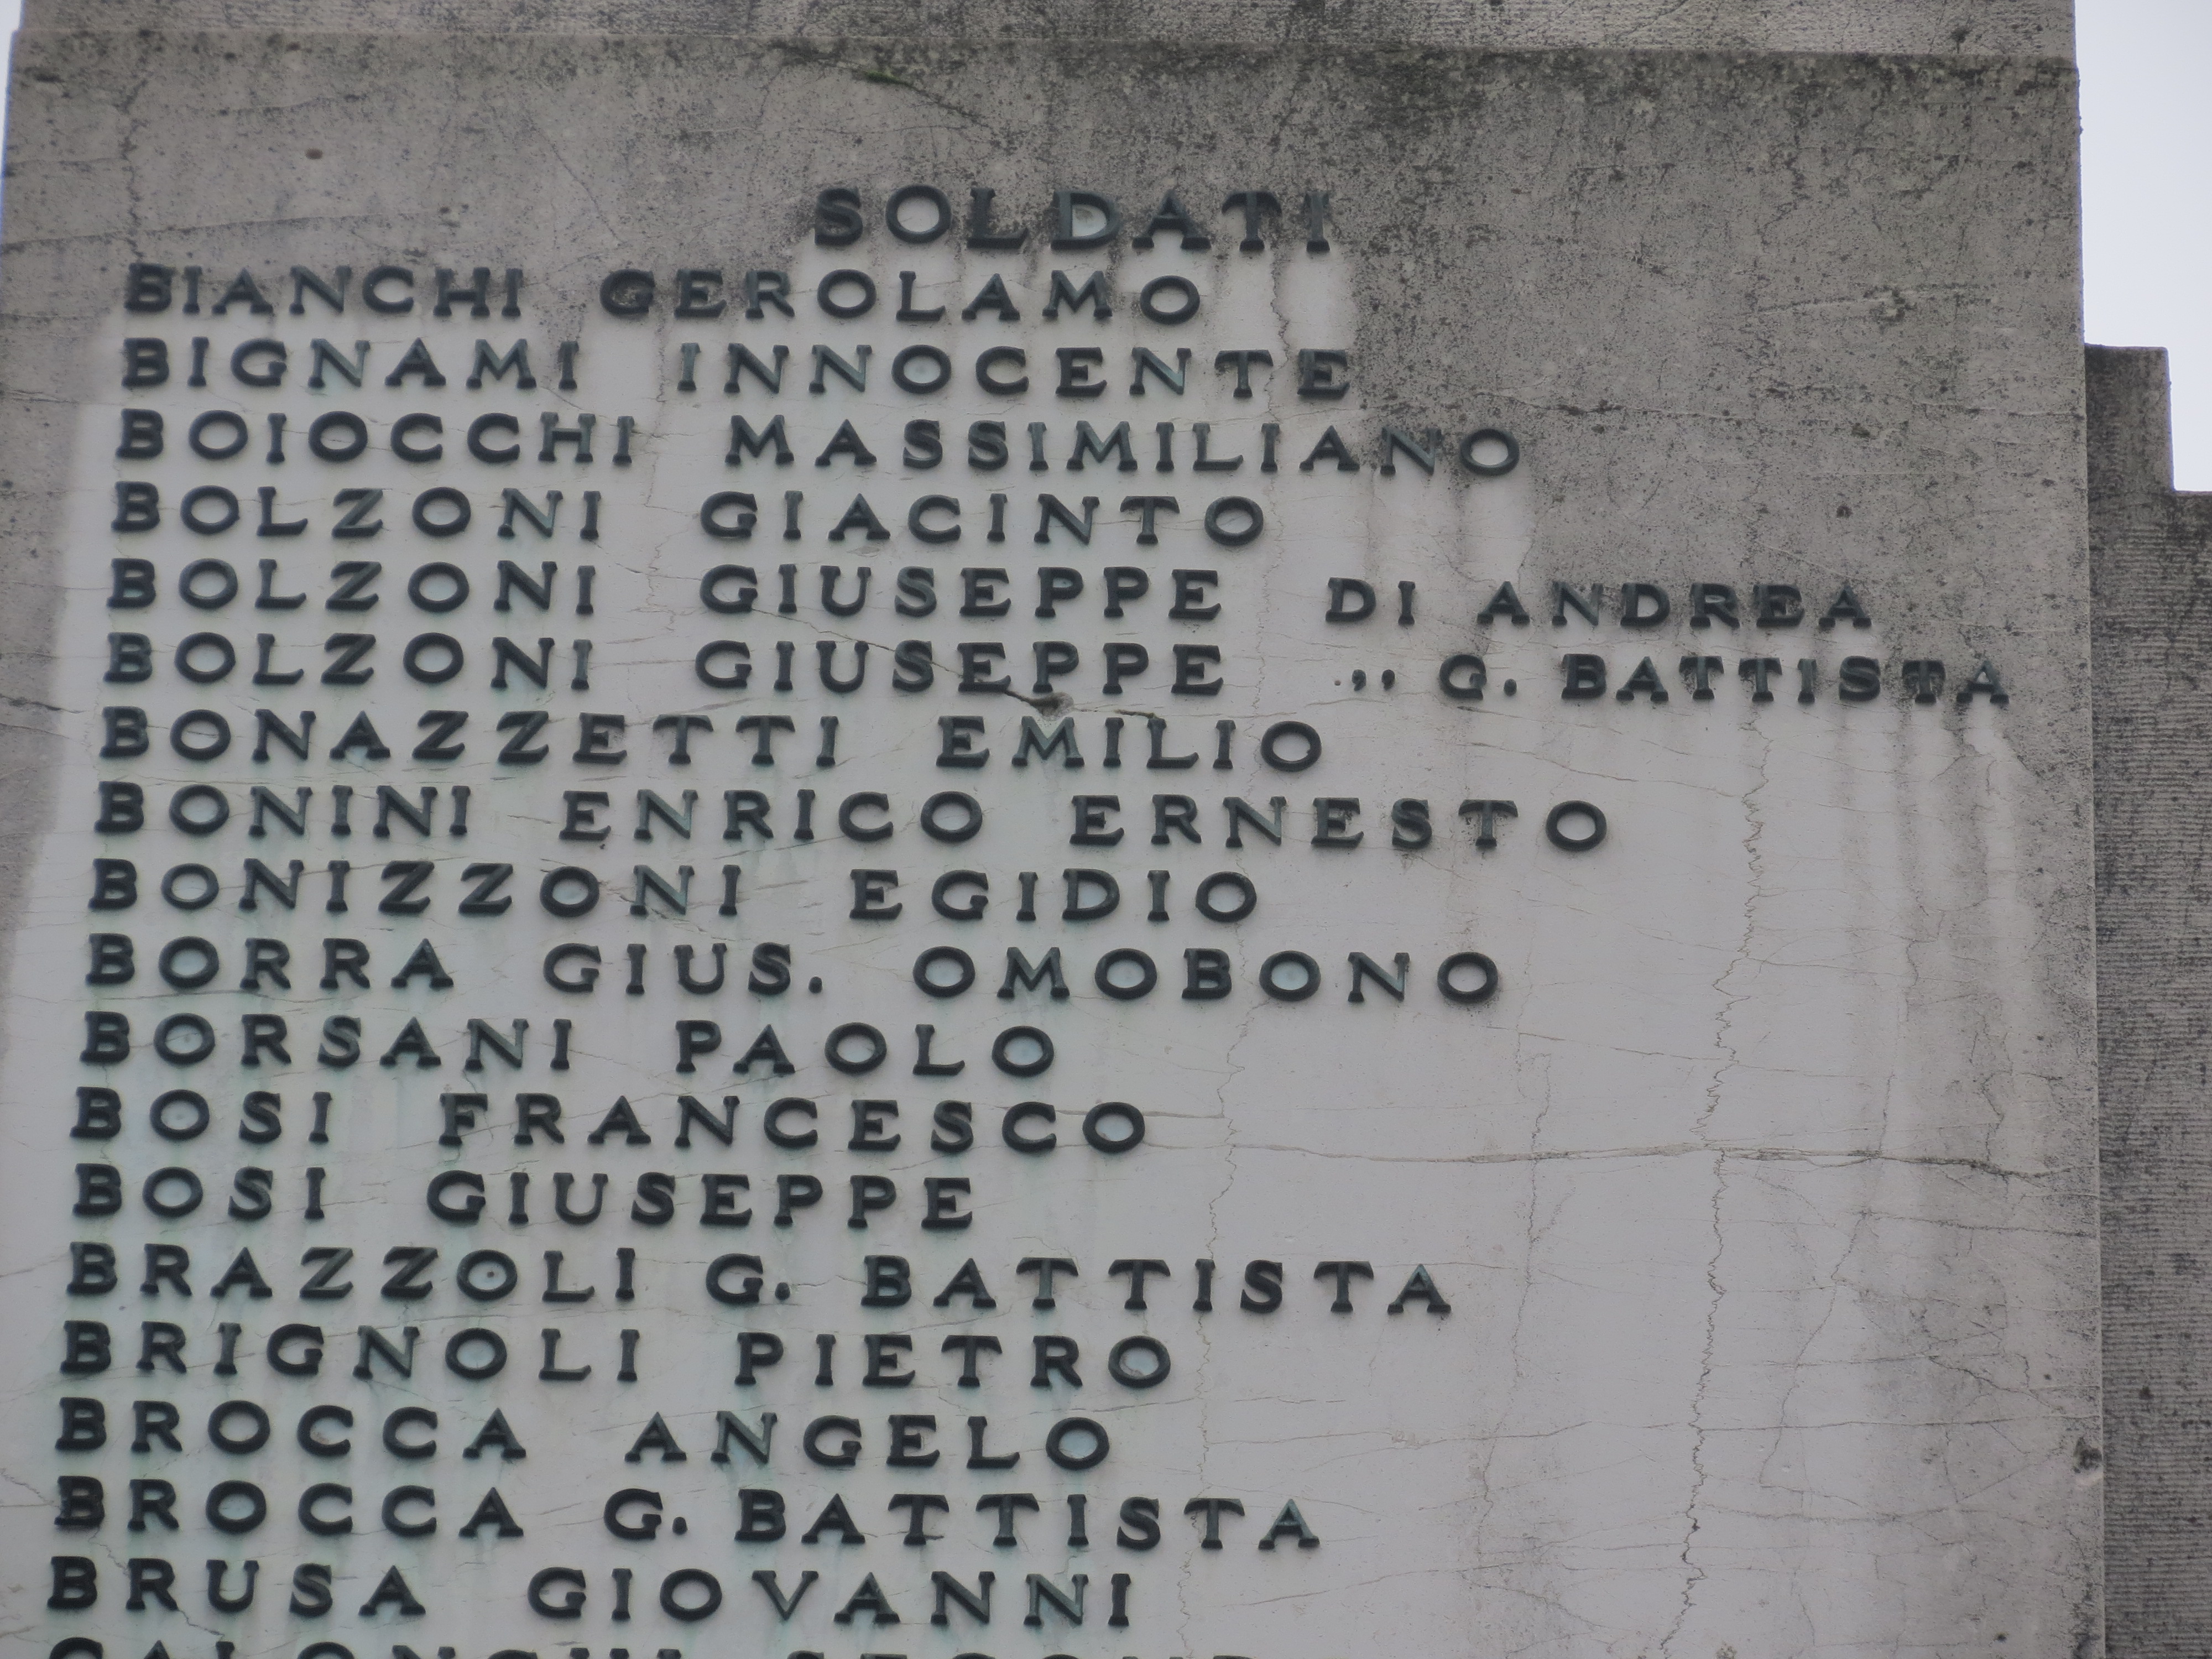 SOLDATI
BIANCHI GEROLAMO
BIGNAMI INNOCENTE
BOIOCCHI MASSIMILIANO
BOLZONI GIACINTO
BOLZONI GIUSEPPE DI ANDREA
BOLZONI GIUSEPPE ,, G. BATTISTA
BONAZZETTI EMILIO
BONINI ENRICO ERNESTO
BONIZZONI EGIDIO
BORRA GIUS. OMOBONO
BORSANI PAOLO
BOSI FRANCESCO
BOSI GIUSEPPE
BRAZZOLI G. BATTISTA
BRIGNOLI PIETRO
BROCCA ANGELO
BROCCA G. BATTISTA
BRUSA GIOVANNI